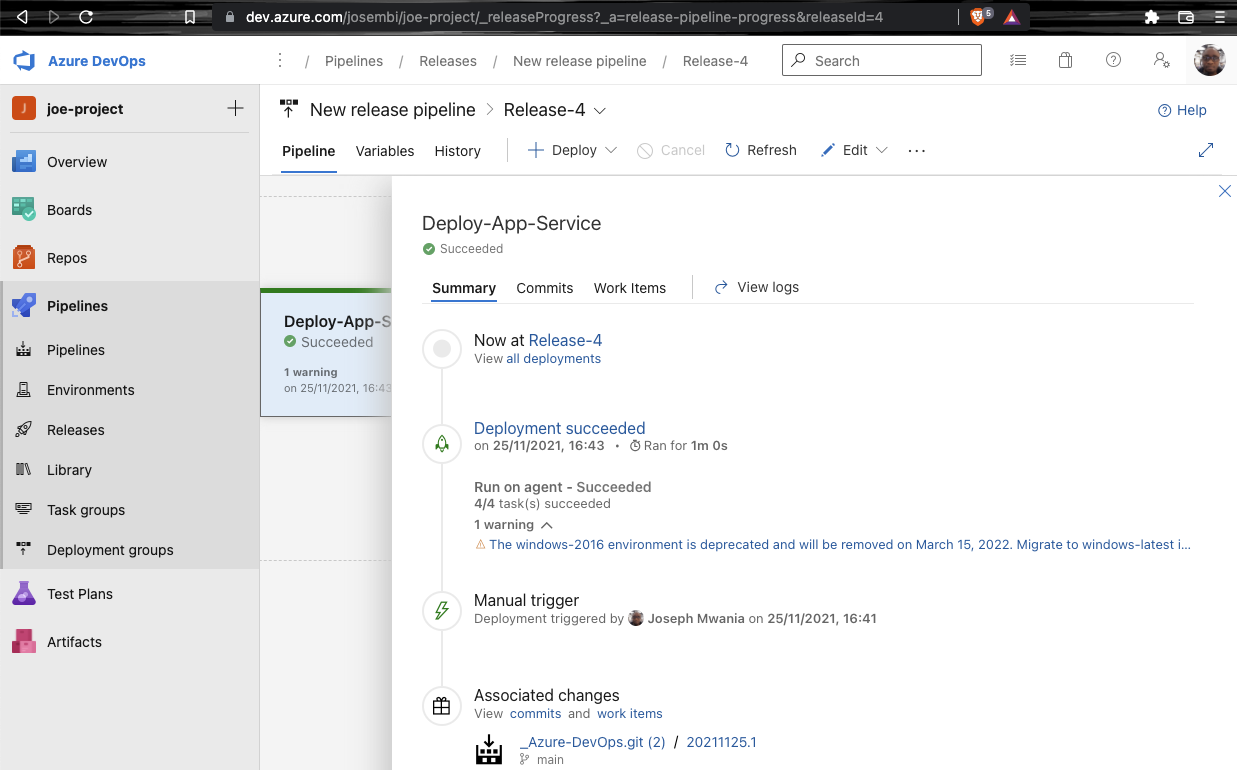 dev.azure.com/josembi/joe-project/_releaseProgress?_a=release-pipeline-progress&releaseId=4
5
Azure DevOps
/ Pipelines / Releases / New release pipeline / Release-4
Search
J joe-project
New release pipeline > Release-4
Help
Pipeline Variables History Deploy Cancel Refresh Edit ...
Overview
Boards
Repos
Pipelines
Pipelines
Environments
Releases
Library
Task groups
Deployment groups
Test Plans
Artifacts
Deploy-App-S
Succeeded
1 warning
on 25/11/2021, 16:43
Deploy-App-Service
Succeeded
Summary Commits Work Items View logs
Now at Release-4
View all deployments
Deployment succeeded
on 25/11/2021, 16:43 • Ran for 1m 0s
Run on agent - Succeeded
4/4 task(s) succeeded
1 warning
The windows-2016 environment is deprecated and will be removed on March 15, 2022. Migrate to windows-latest i...
Manual trigger
Deployment triggered by Joseph Mwania on 25/11/2021, 16:41
Associated changes
View commits and work items
_Azure-DevOps.git (2) / 20211125.1
main